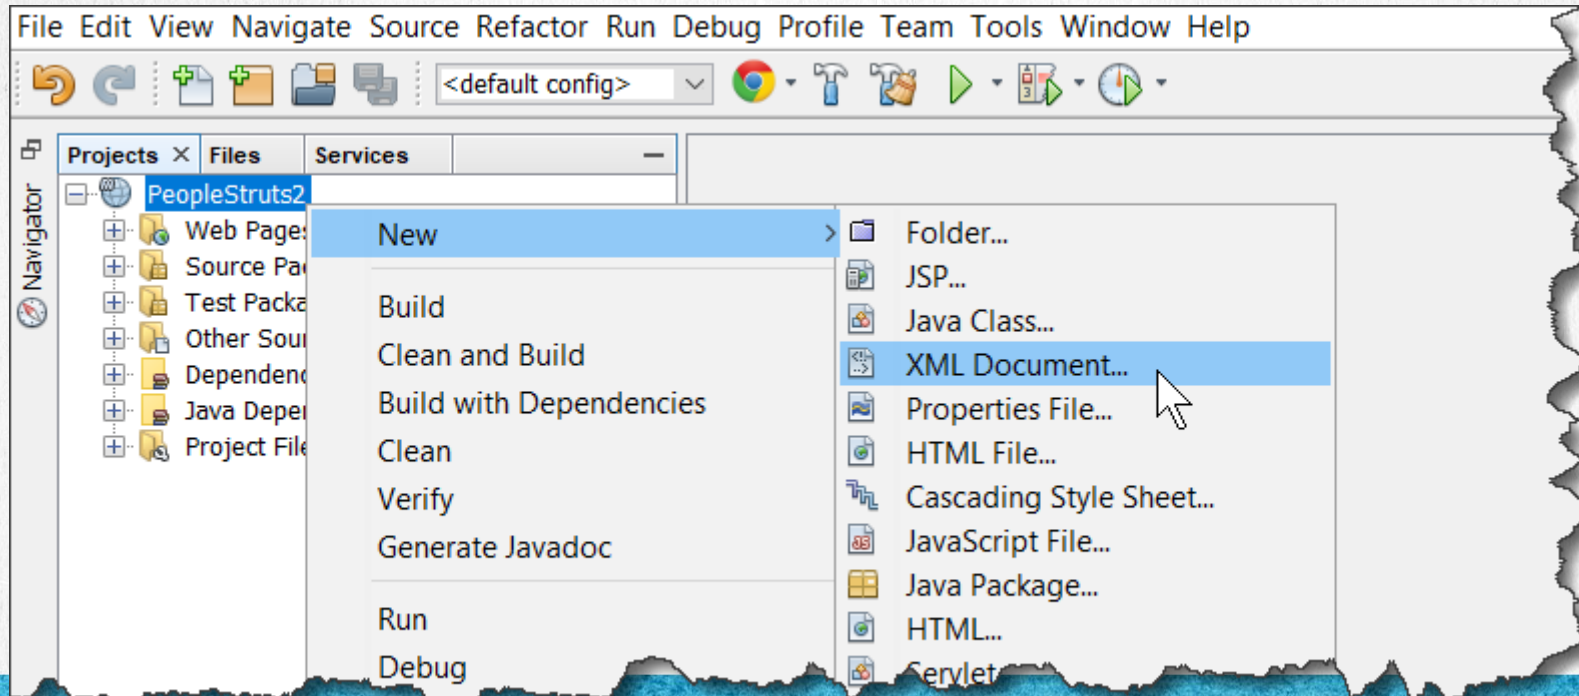 File Edit View Navigate Source Refactor Run Debug Profile Team Tools Window Help
<default config>
Projects Files Services
Navigator
PeopleStruts2
Web Pages
Source Pa
Test Packa
Other Sou
Dependen
Java Depe
Project File
New
Build
Clean and Build
Build with Dependencies
Clean
Verify
Generate Javadoc
Run
Debug
Folder...
JSP...
Java Class...
XML Document...
Properties File...
HTML File...
Cascading Style Sheet...
JavaScript File...
Java Package...
HTML...
Servlet